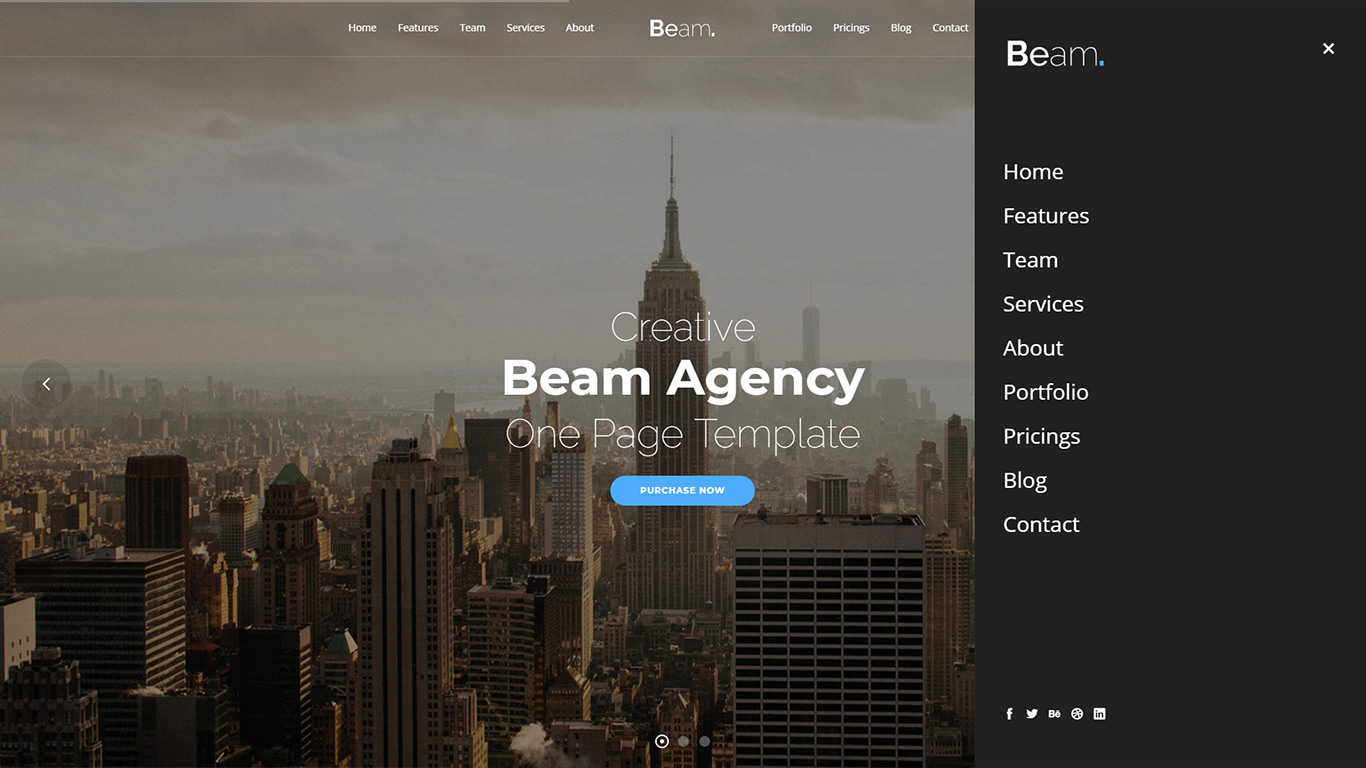 Home Features Team Services About Beam. Portfolio Pricings Blog Contact
Creative
Beam Agency
One Page Template
PURCHASE NOW
Beam.
Home
Features
Team
Services
About
Portfolio
Pricings
Blog
Contact